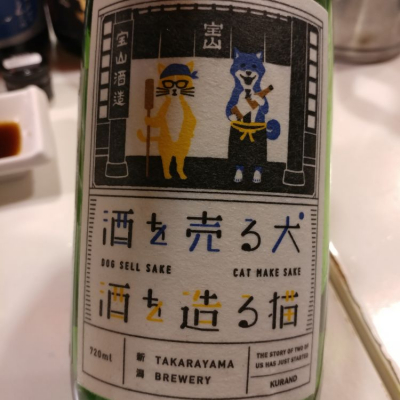 宝山
宝山酒造
酒を売る犬
DOG SELL SAKE
CAT MAKE SAKE
酒を造る猫
720ml
新潟
TAKARAYAMA
BREWERY
THE STORY OF TWO OF
US HAS JUST STARTED
KURAND